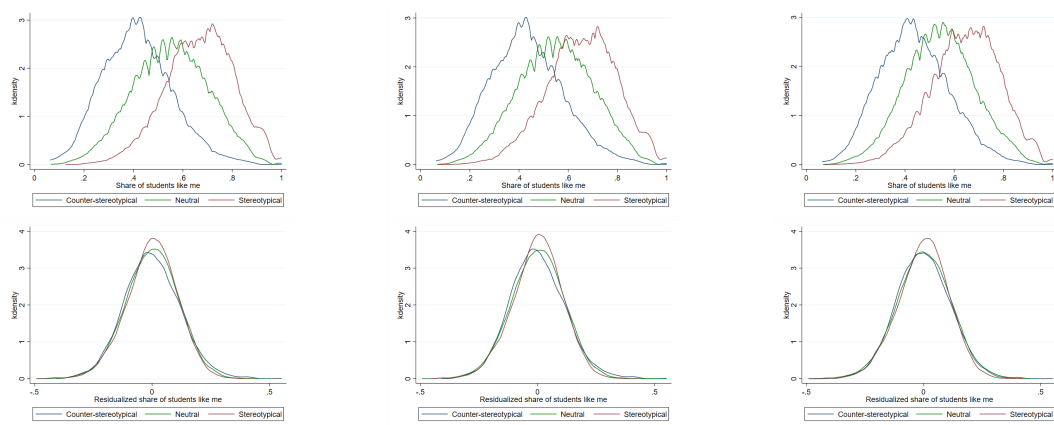 3
2
1
0
kdensity
0 .2 .4 .6 .8 1
Share of students like me
Counter-stereotypical Neutral Stereotypical
3
2
1
0
kdensity
0 .2 .4 .6 .8 1
Share of students like me
Counter-stereotypical Neutral Stereotypical
3
2
1
0
kdensity
0 .2 .4 .6 .8 1
Share of students like me
Counter-stereotypical Neutral Stereotypical
4
3
2
1
0
kdensity
-.5 0 .5
Residualized share of students like me
Counter-stereotypical Neutral Stereotypical
4
3
2
1
0
kdensity
-.5 0 .5
Residualized share of students like me
Counter-stereotypical Neutral Stereotypical
4
3
2
1
0
kdensity
-.5 0 .5
Residualized share of students like me
Counter-stereotypical Neutral Stereotypical